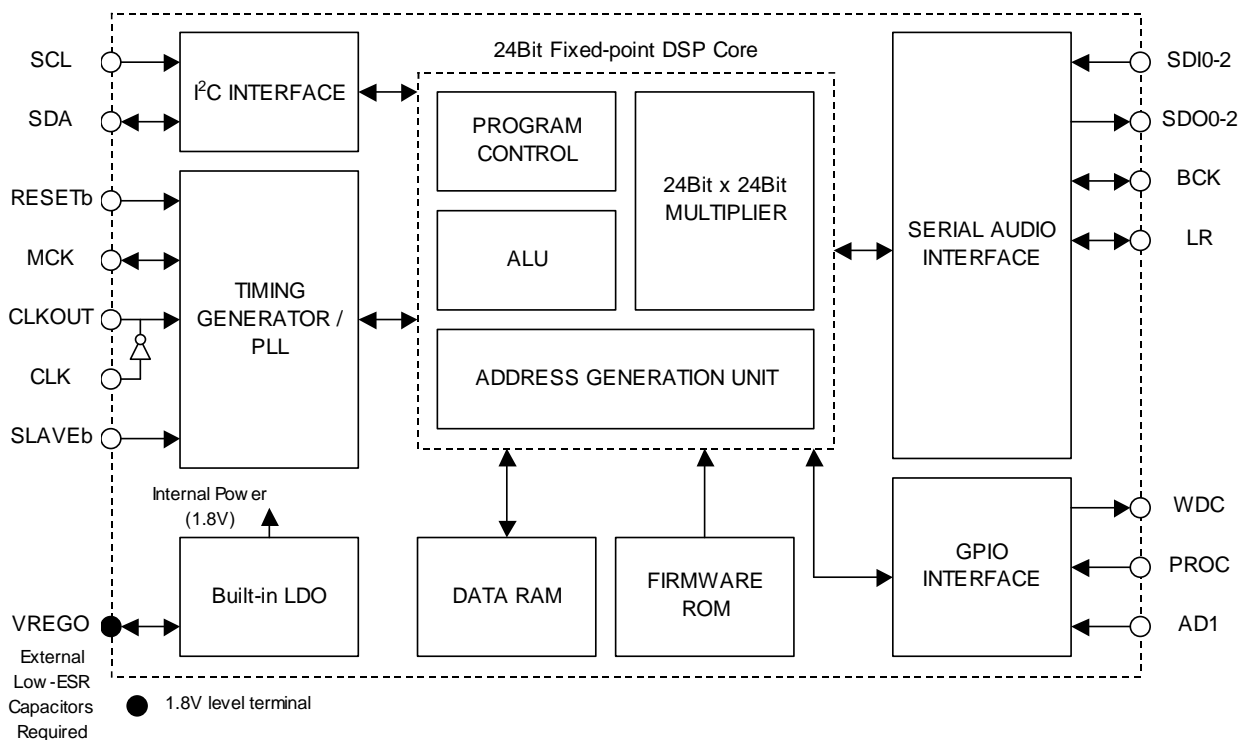 24Bit Fixed-point DSP Core
SCL
SDA
I²C INTERFACE
RESETb
MCK
CLKOUT
CLK
SLAVEb
TIMING
GENERATOR /
PLL
PROGRAM
CONTROL
ALU
24Bit x 24Bit
MULTIPLIER
ADDRESS GENERATION UNIT
SERIAL AUDIO
INTERFACE
SDI0-2
SDO0-2
BCK
LR
Internal Power
(1.8V)
Built-in LDO
VREGO
External
Low-ESR
Capacitors
Required
1.8V level terminal
DATA RAM
FIRMWARE
ROM
GPIO
INTERFACE
WDC
PROC
AD1